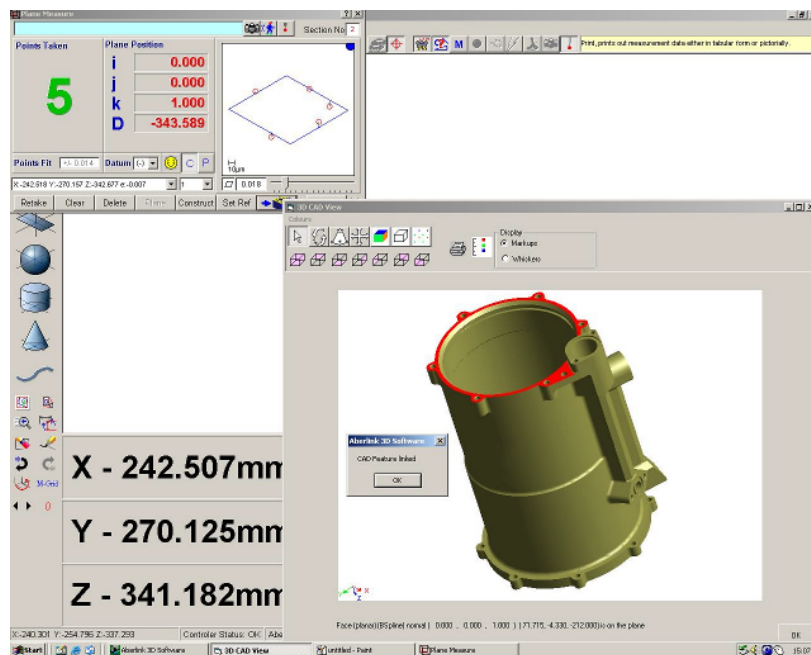 Plane Measure
Section No 2
Points Taken
5
Plane Position
i 0.000
j 0.000
k 1.000
D -343.589
10µm
Points Fit +/- 0.014 Datum (-) C P
X -242.518 Y:-270.157 Z:-342.677 e:-0.007 1 0.018
Retake Clear Delete Plane Construct Set Ref
M
Print, prints out measurement data either in tabular form or pictorially.
3D CAD View
Colours
Display
Markups
Whiskers
Aberlink 3D Software
CAD Feature linked
OK
M-Grid
0
X - 242.507mm
Y - 270.125mm
Z - 341.182mm
Face (planar)(BSpline) normal ( 0.000 , 0.000 , 1.000 ) (71.715, -4.330, -212.000) is on the plane
OK
X:-240.301 Y:-254.796 Z:-337.293 Controler Status: OK Abe
Start Aberlink 3D Software 3D CAD View untitled - Paint Plane Measure